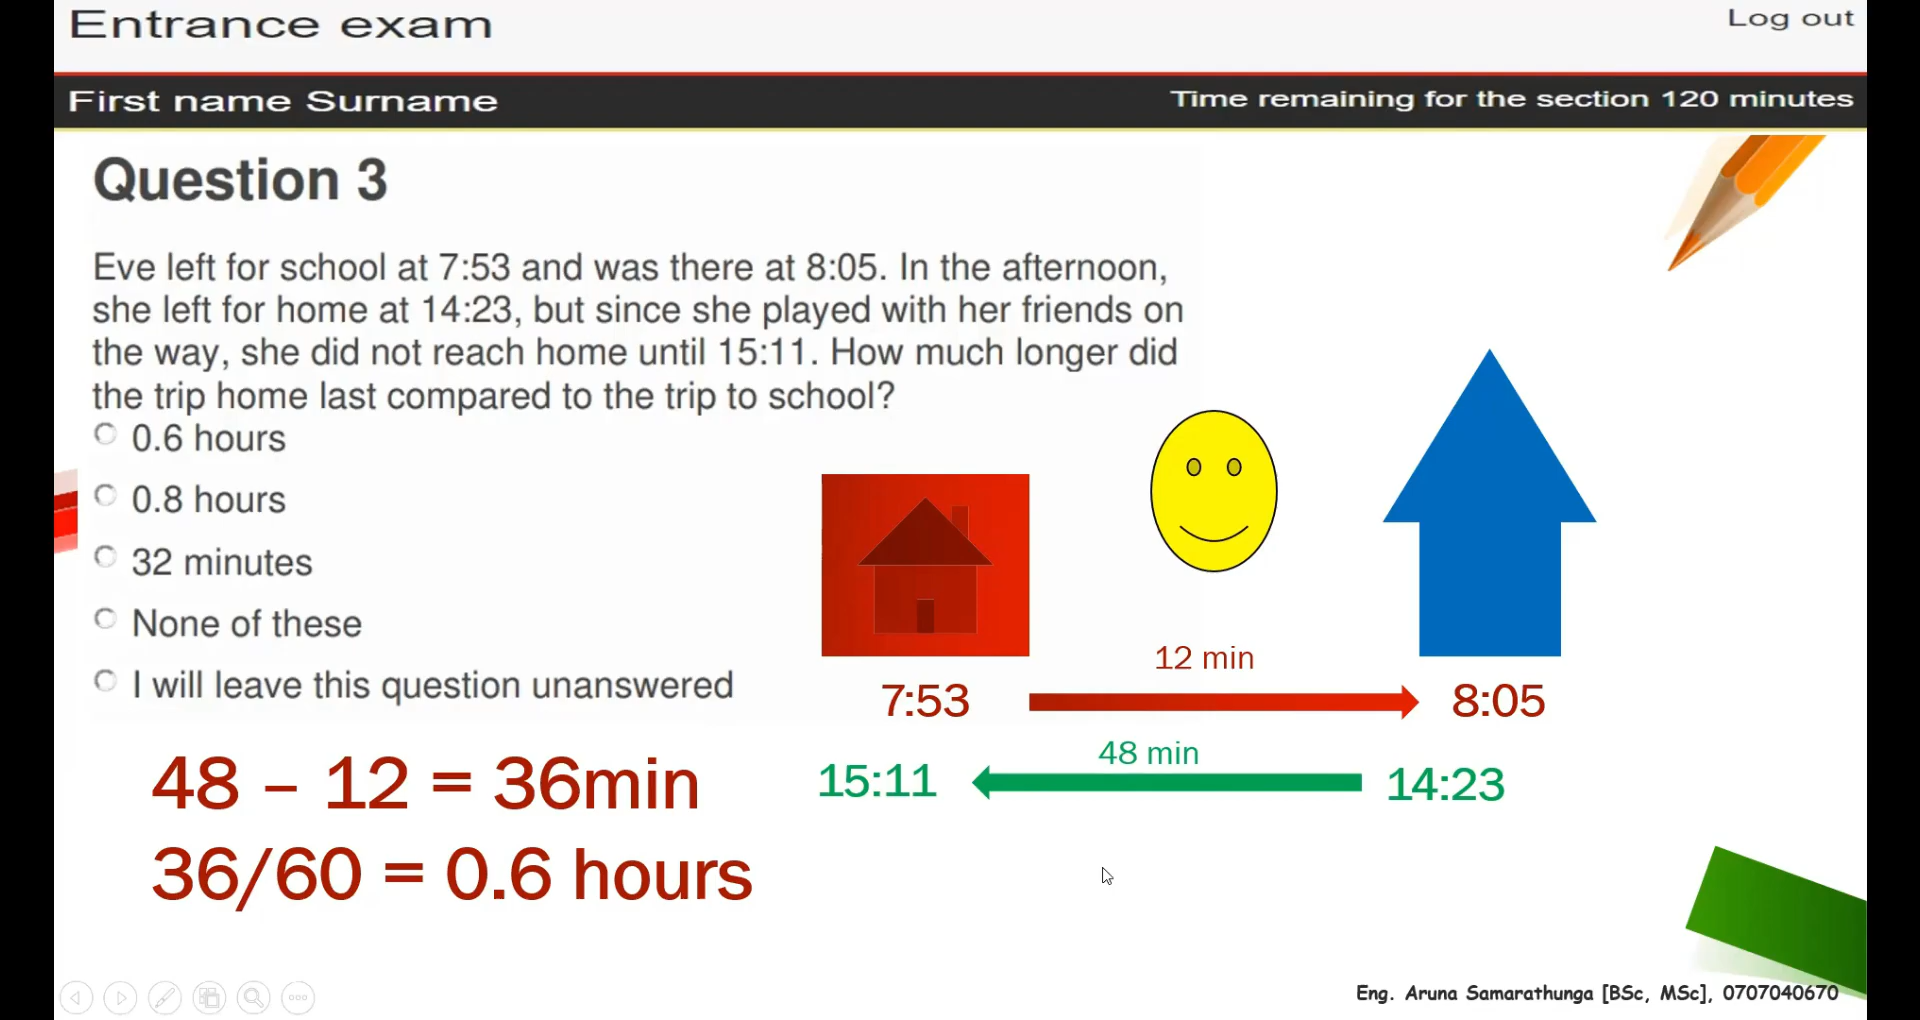 Entrance exam
Log out
First name Surname
Time remaining for the section 120 minutes
Question 3
Eve left for school at 7:53 and was there at 8:05. In the afternoon,
she left for home at 14:23, but since she played with her friends on
the way, she did not reach home until 15:11. How much longer did
the trip home last compared to the trip to school?
0.6 hours
0.8 hours
32 minutes
None of these
I will leave this question unanswered
12 min
7:53
8:05
48 min
15:11
14:23
48 – 12 = 36min
36/60 = 0.6 hours
Eng. Aruna Samarathunga [BSc, MSc], 0707040670